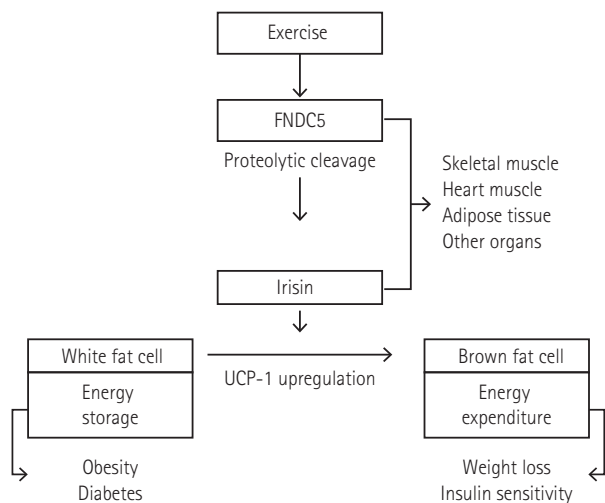 Exercise
FNDC5
Proteolytic cleavage
Skeletal muscle
Heart muscle
Adipose tissue
Other organs
Irisin
White fat cell
Energy
storage
UCP-1 upregulation
Brown fat cell
Energy
expenditure
Obesity
Diabetes
Weight loss
Insulin sensitivity